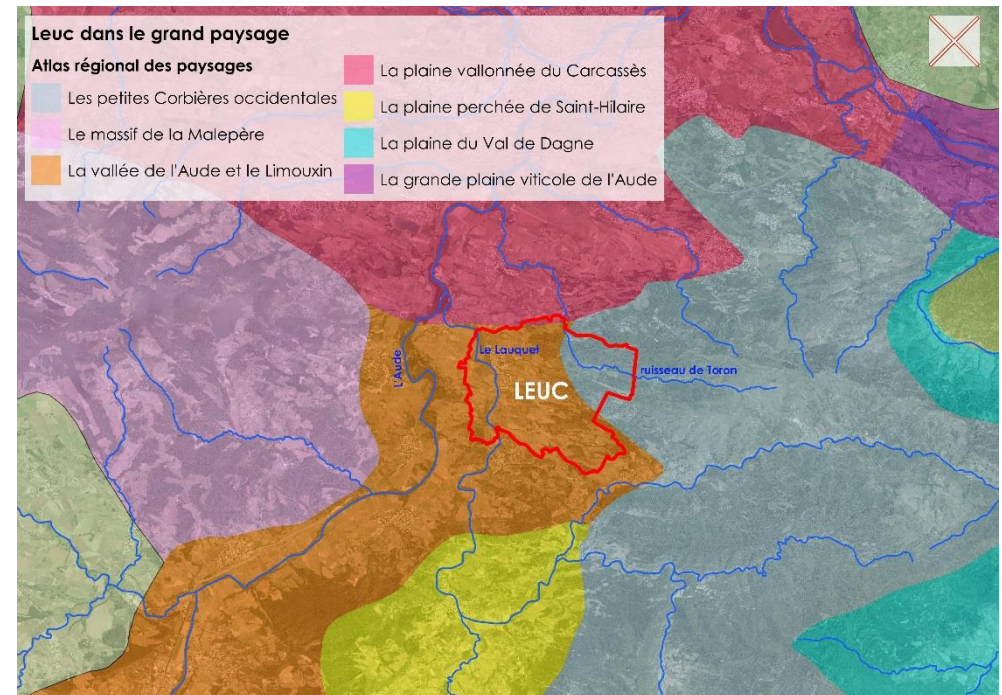 Leuc dans le grand paysage
Atlas régional des paysages
Les petites Corbières occidentales
Le massif de la Malepère
La vallée de l'Aude et le Limouxin
La plaine vallonnée du Carcassès
La plaine perchée de Saint-Hilaire
La plaine du Val de Dagne
La grande plaine viticole de l'Aude
L'Aude
Le Lauquet
LEUC
ruisseau de Toron